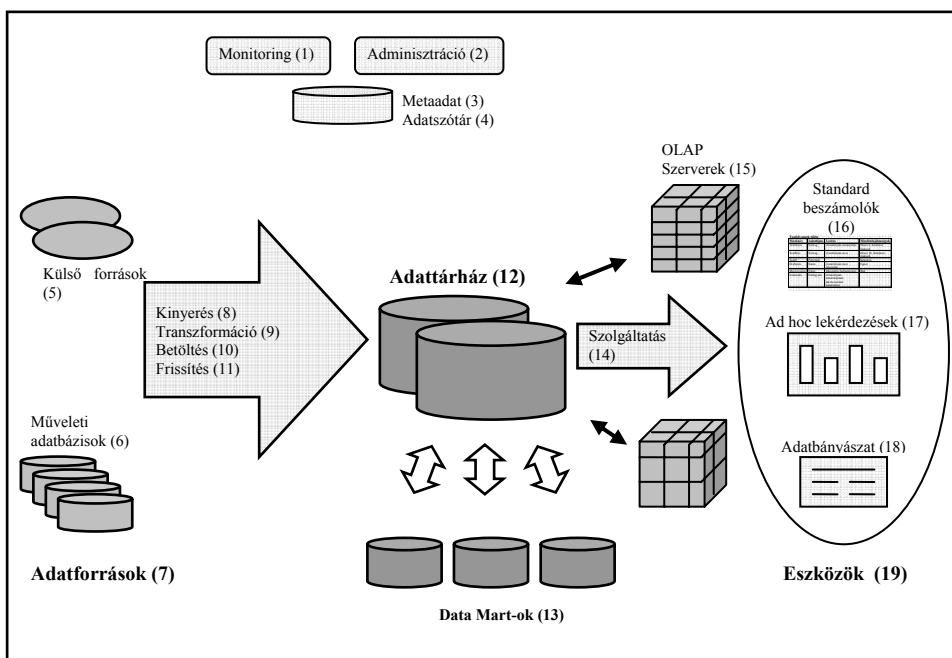 Monitoring (1)
Adminisztráció (2)
Metaadat (3)
Adatszótár (4)
OLAP
Szerverek (15)
Standard
beszámolók
(16)
Külső források
(5)
Adattárház (12)
Kinyerés (8)
Transzformáció (9)
Betöltés (10)
Frissítés (11)
Szolgáltatás
(14)
Ad hoc lekérdezések (17)
Műveleti
adatbázisok (6)
Adatbányászat (18)
Adatforrások (7)
Eszközök (19)
Data Mart-ok (13)